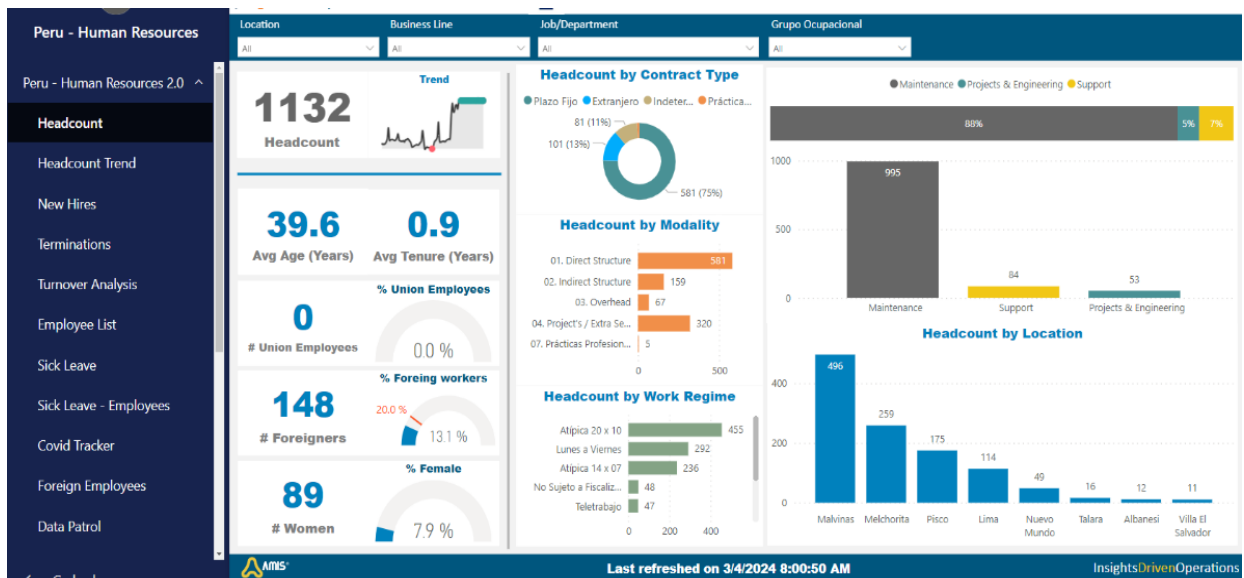 Peru - Human Resources
Peru - Human Resources 2.0
Headcount
Headcount Trend
New Hires
Terminations
Turnover Analysis
Employee List
Sick Leave
Sick Leave - Employees
Covid Tracker
Foreign Employees
Data Patrol
Location Business Line Job/Department Grupo Ocupacional
All All All All
1132
Headcount
Trend
39.6
Avg Age (Years)
0.9
Avg Tenure (Years)
0
# Union Employees
% Union Employees
0.0 %
148
# Foreigners
% Foreing workers
20.0 %
13.1 %
89
# Women
% Female
7.9 %
Headcount by Contract Type
Plazo Fijo Extranjero Indeter... Práctica...
81 (11%)
101 (13%)
581 (75%)
Headcount by Modality
01. Direct Structure 581
02. Indirect Structure 159
03. Overhead 67
04. Project's / Extra Se... 320
07. Prácticas Profesion... 5
0 500
Headcount by Work Regime
Atípica 20 x 10 455
Lunes a Viernes 292
Atípica 14 x 07 236
No Sujeto a Fiscaliz... 48
Teletrabajo 47
0 200 400
Maintenance Projects & Engineering Support
88% 5% 7%
1000
500
0
995
84
53
Maintenance Support Projects & Engineering
Headcount by Location
400
200
0
496
259
175
114
49
16
12
11
Malvinas Melchorita Pisco Lima Nuevo Mundo Talara Albanesi Villa El Salvador
AMIS
Last refreshed on 3/4/2024 8:00:50 AM
InsightsDrivenOperations